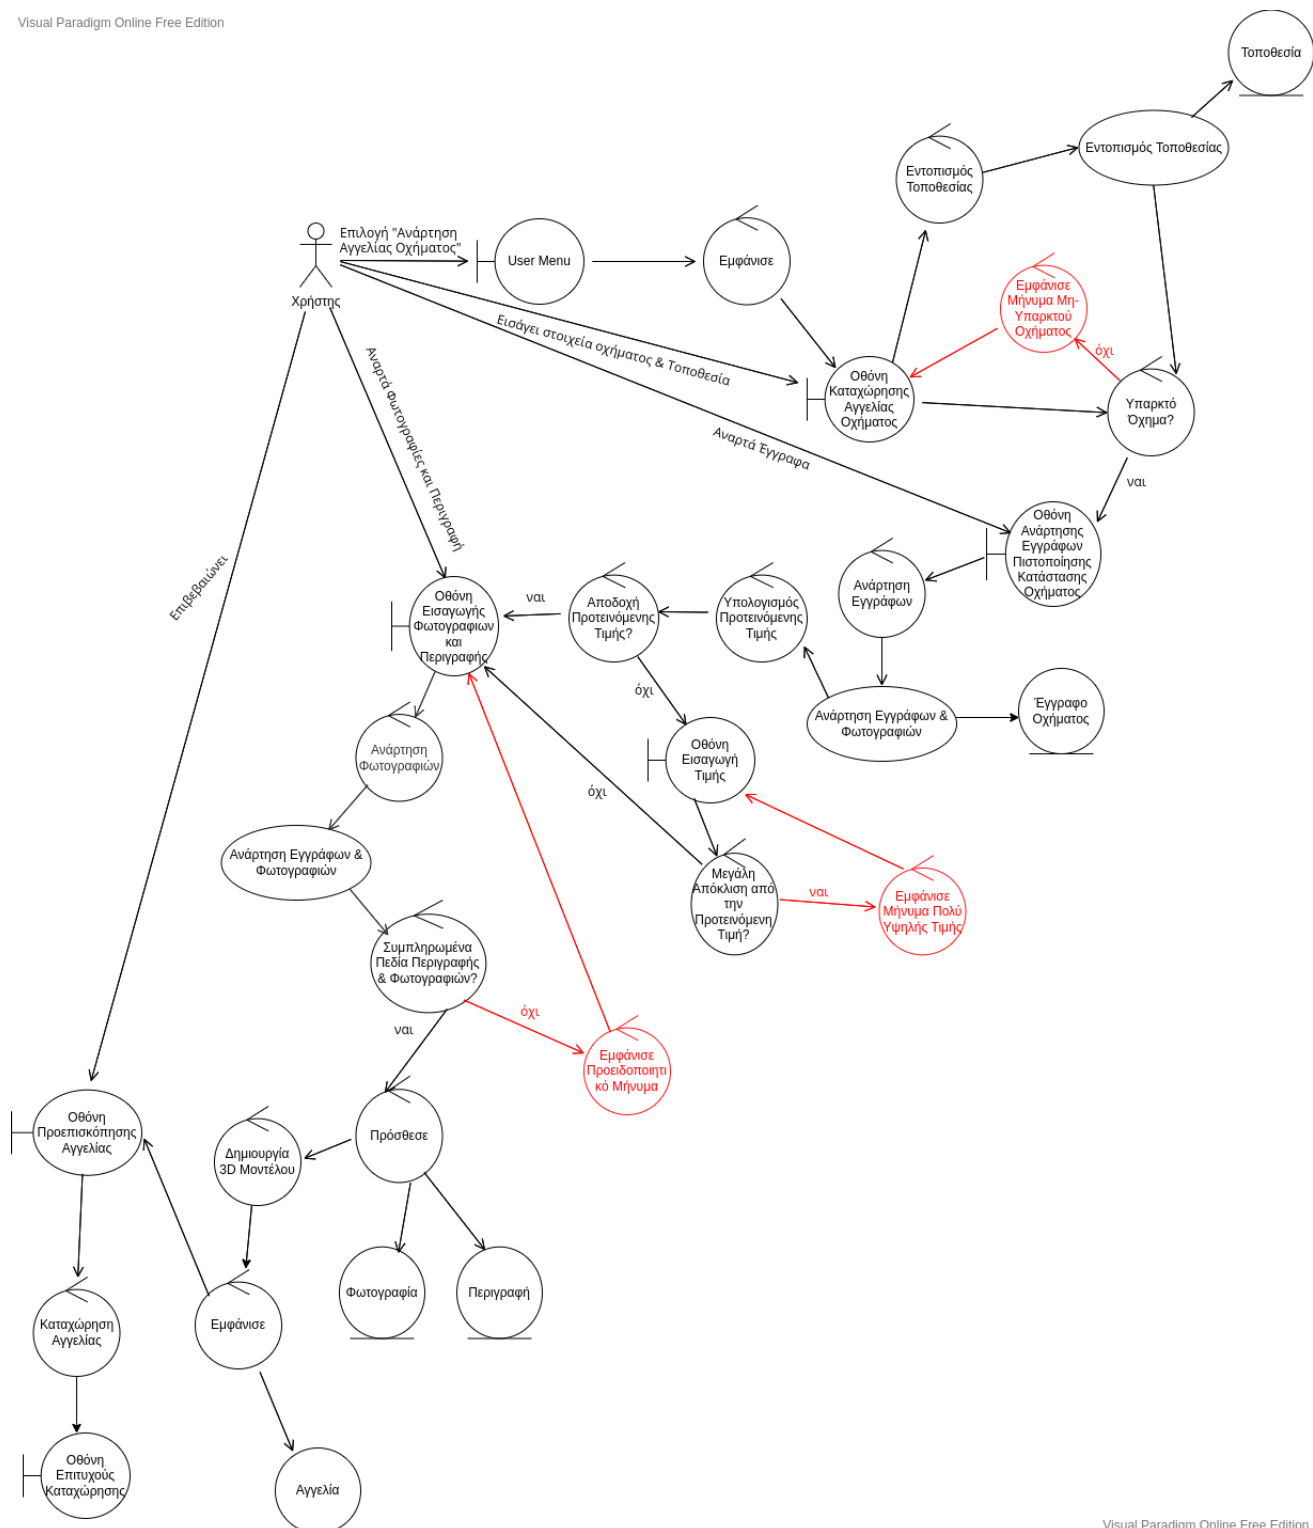 Visual Paradigm Online Free Edition
Τοποθεσία
Εντοπισμός Τοποθεσίας
Εντοπισμός
Τοποθεσίας
Επιλογή "Ανάρτηση
Αγγελίας Οχήματος"
User Menu
Εμφάνισε
Χρήστης
Εμφάνισε
Μήνυμα Μη-
Υπαρκτού
Οχήματος
όχι
Εισάγει στοιχεία οχήματος & Τοποθεσία
Οθόνη
Καταχώρησης
Αγγελίας
Οχήματος
Υπαρκτό
Όχημα?
Αναρτά Φωτογραφίες και Περιγραφή
Αναρτά Έγγραφα
ναι
Οθόνη
Ανάρτησης
Εγγράφων
Πιστοποίησης
Κατάστασης
Οχήματος
Επιβεβαιώνει
Ανάρτηση
Εγγράφων
Υπολογισμός
Προτεινόμενης
Τιμής
Αποδοχή
Προτεινόμενης
Τιμής?
ναι
Οθόνη
Εισαγωγής
Φωτογραφιων
και
Περιγραφής
όχι
Ανάρτηση Εγγράφων &
Φωτογραφιών
Έγγραφο
Οχήματος
Οθόνη
Εισαγωγή
Τιμής
Ανάρτηση
Φωτογραφιών
όχι
Ανάρτηση Εγγράφων &
Φωτογραφιών
Μεγάλη
Απόκλιση από
την
Προτεινόμενη
Τιμή?
ναι
Εμφάνισε
Μήνυμα Πολύ
Υψηλής Τιμής
Συμπληρωμένα
Πεδία Περιγραφής
& Φωτογραφιών?
όχι
ναι
Εμφάνισε
Προειδοποιητι
κό Μήνυμα
Οθόνη
Προεπισκόπησης
Αγγελίας
Δημιουργία
3D Μοντέλου
Πρόσθεσε
Φωτογραφία
Περιγραφή
Καταχώρηση
Αγγελίας
Εμφάνισε
Οθόνη
Επιτυχούς
Καταχώρησης
Αγγελία
Visual Paradigm Online Free Edition